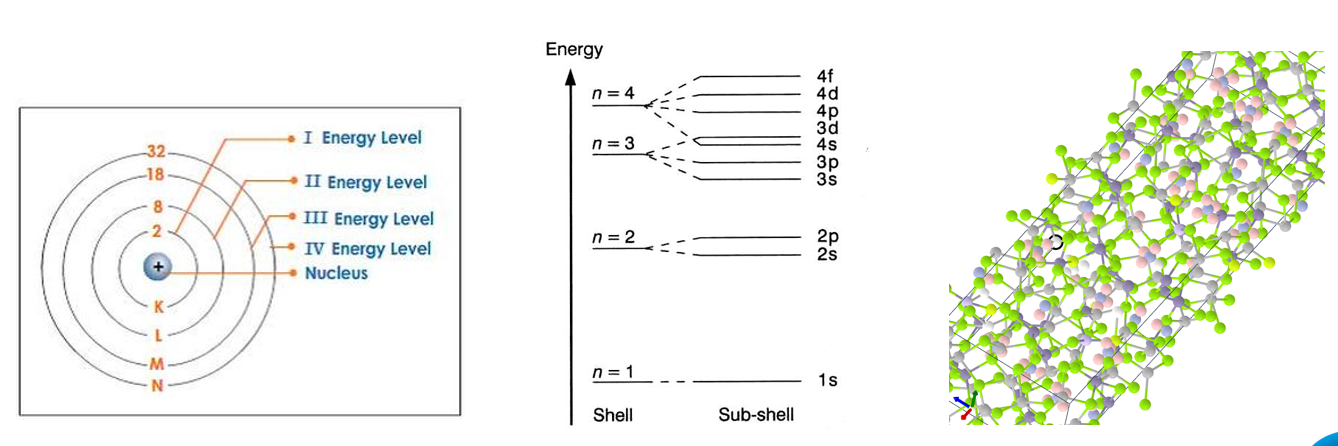 32
18
8
2
+
K
L
M
N
I Energy Level
II Energy Level
III Energy Level
IV Energy Level
Nucleus
Energy
n = 4
n = 3
n = 2
n = 1
4f
4d
4p
3d
4s
3p
3s
2p
2s
1s
Shell
Sub-shell